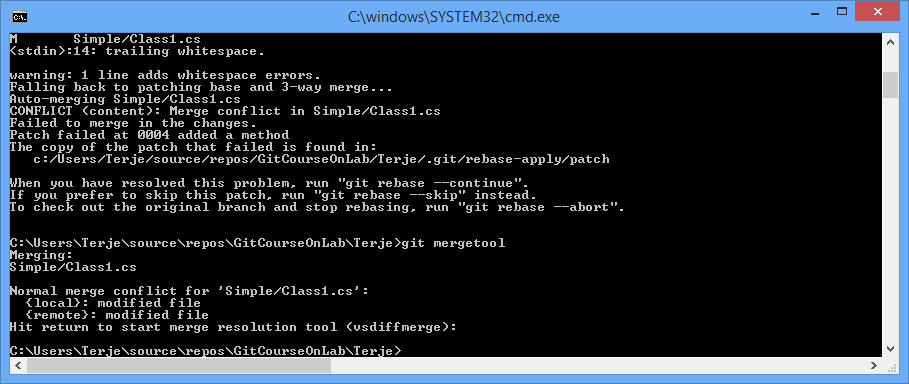 C:\windows\SYSTEM32\cmd.exe
M       Simple/Class1.cs
<stdin>:14: trailing whitespace.
warning: 1 line adds whitespace errors.
Falling back to patching base and 3-way merge...
Auto-merging Simple/Class1.cs
CONFLICT (content): Merge conflict in Simple/Class1.cs
Failed to merge in the changes.
Patch failed at 0004 added a method
The copy of the patch that failed is found in:
   c:/Users/Terje/source/repos/GitCourseOnLab/Terje/.git/rebase-apply/patch
When you have resolved this problem, run "git rebase --continue".
If you prefer to skip this patch, run "git rebase --skip" instead.
To check out the original branch and stop rebasing, run "git rebase --abort".
C:\Users\Terje\source\repos\GitCourseOnLab\Terje>git mergetool
Merging:
Simple/Class1.cs
Normal merge conflict for 'Simple/Class1.cs':
  {local}: modified file
  {remote}: modified file
Hit return to start merge resolution tool (vsdiffmerge):
C:\Users\Terje\source\repos\GitCourseOnLab\Terje>